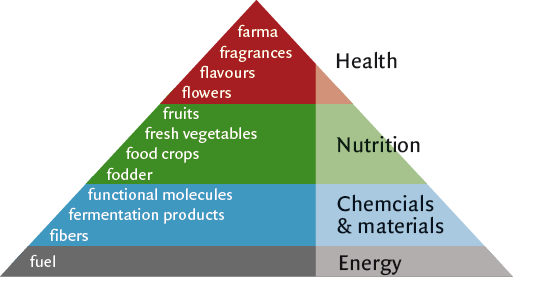 farma
fragrances
flavours
flowers
Health
fruits
fresh vegetables
food crops
fodder
Nutrition
functional molecules
fermentation products
fibers
Chemcials
& materials
fuel
Energy